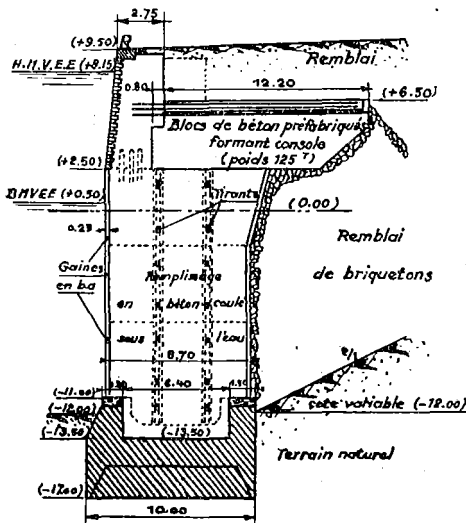 2.75
(+9.50)
R
H.M.V.E.E (+8.15)
Remblai
0.80
12.20
(+6.50)
Blocs de béton préfabriqués
formant console
(poids 125 T)
(+2.50)
B.M.V.E.E (+0.50)
Tirants
(0.00)
0.25
Remblai
Gaines
en b.a
Remplissage
de briquetons
en béton coulé
sous l'eau
8.70
(-11.00)
6.40
1.30
(-12.00)
cote variable (-12.00)
(-13.50)
Terrain naturel
(-17.00)
10.00